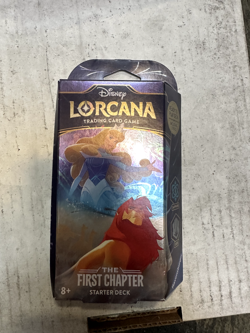 Disney
LORCANA
TRADING CARD GAME
THE
FIRST CHAPTER
8+
STARTER DECK